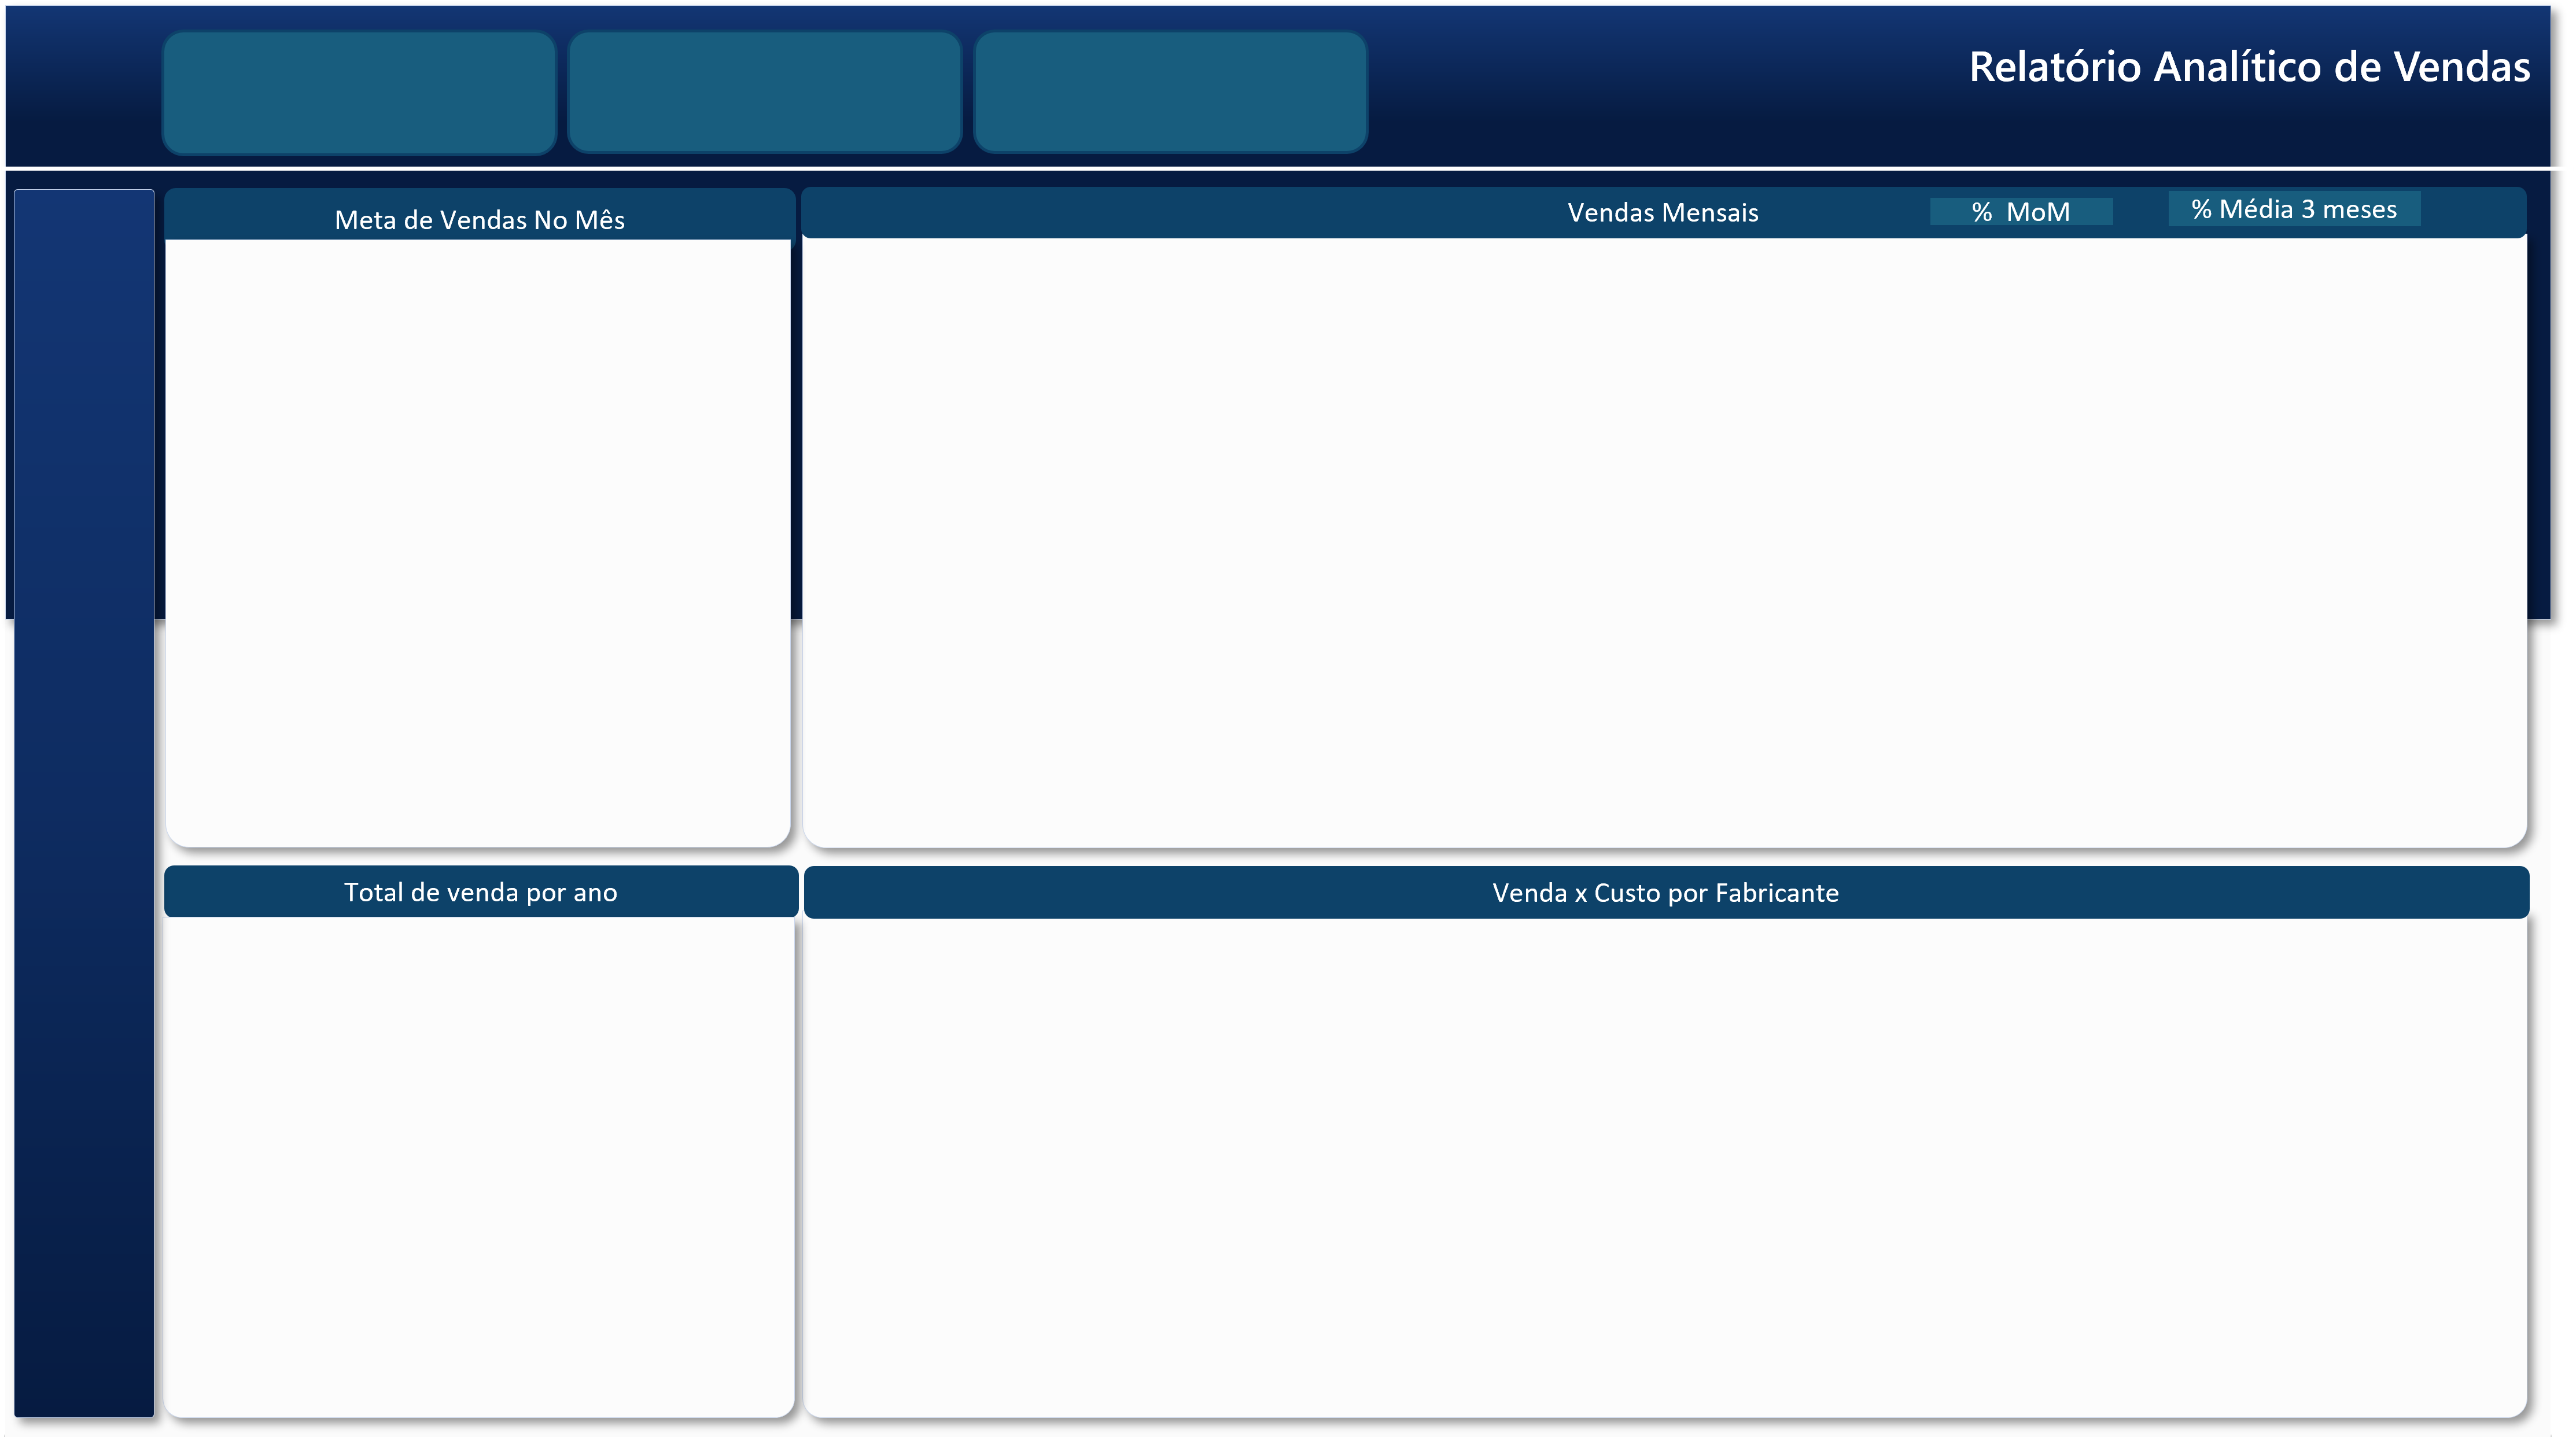 Relatório Analítico de Vendas
Meta de Vendas No Mês
Vendas Mensais
% MoM
% Média 3 meses
Total de venda por ano
Venda x Custo por Fabricante